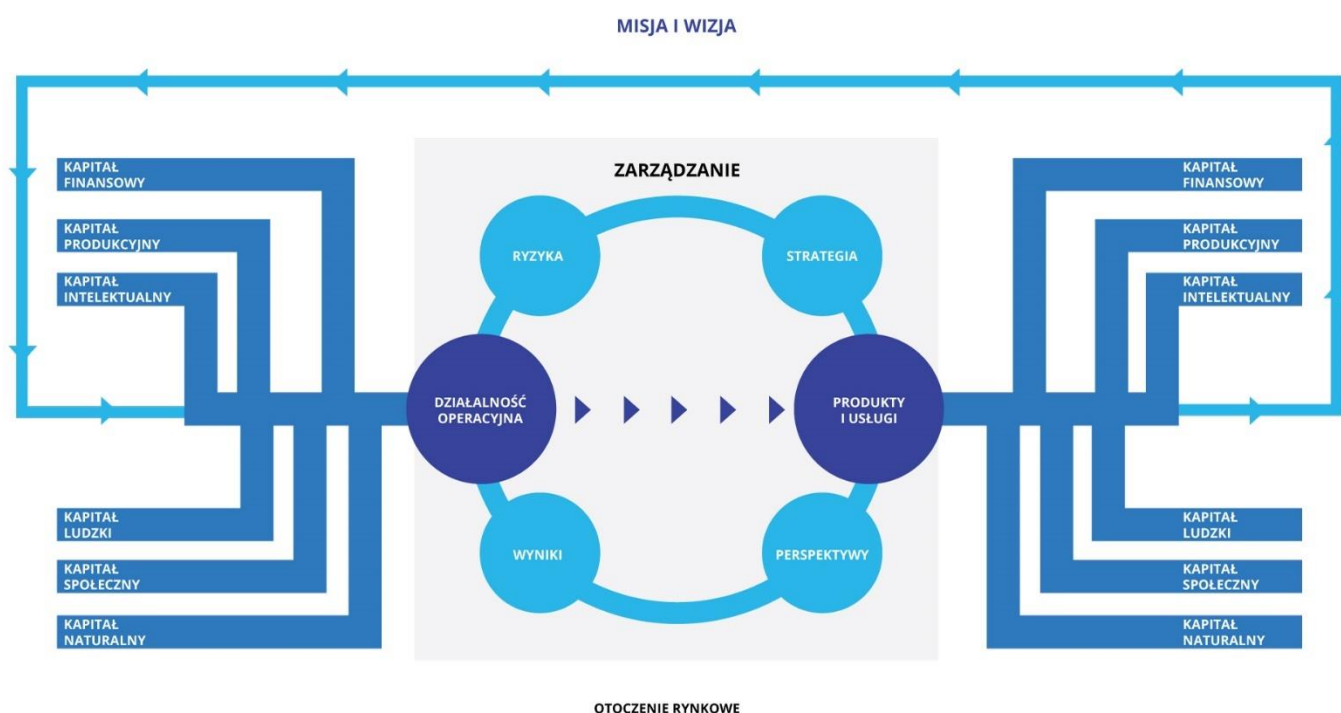 MISJA I WIZJA
KAPITAŁ
FINANSOWY
KAPITAŁ
PRODUKCYJNY
KAPITAŁ
INTELEKTUALNY
KAPITAŁ
LUDZKI
KAPITAŁ
SPOŁECZNY
KAPITAŁ
NATURALNY
ZARZĄDZANIE
RYZYKA
STRATEGIA
DZIAŁALNOŚĆ
OPERACYJNA
PRODUKTY
I USŁUGI
WYNIKI
PERSPEKTYWY
KAPITAŁ
FINANSOWY
KAPITAŁ
PRODUKCYJNY
KAPITAŁ
INTELEKTUALNY
KAPITAŁ
LUDZKI
KAPITAŁ
SPOŁECZNY
KAPITAŁ
NATURALNY
OTOCZENIE RYNKOWE